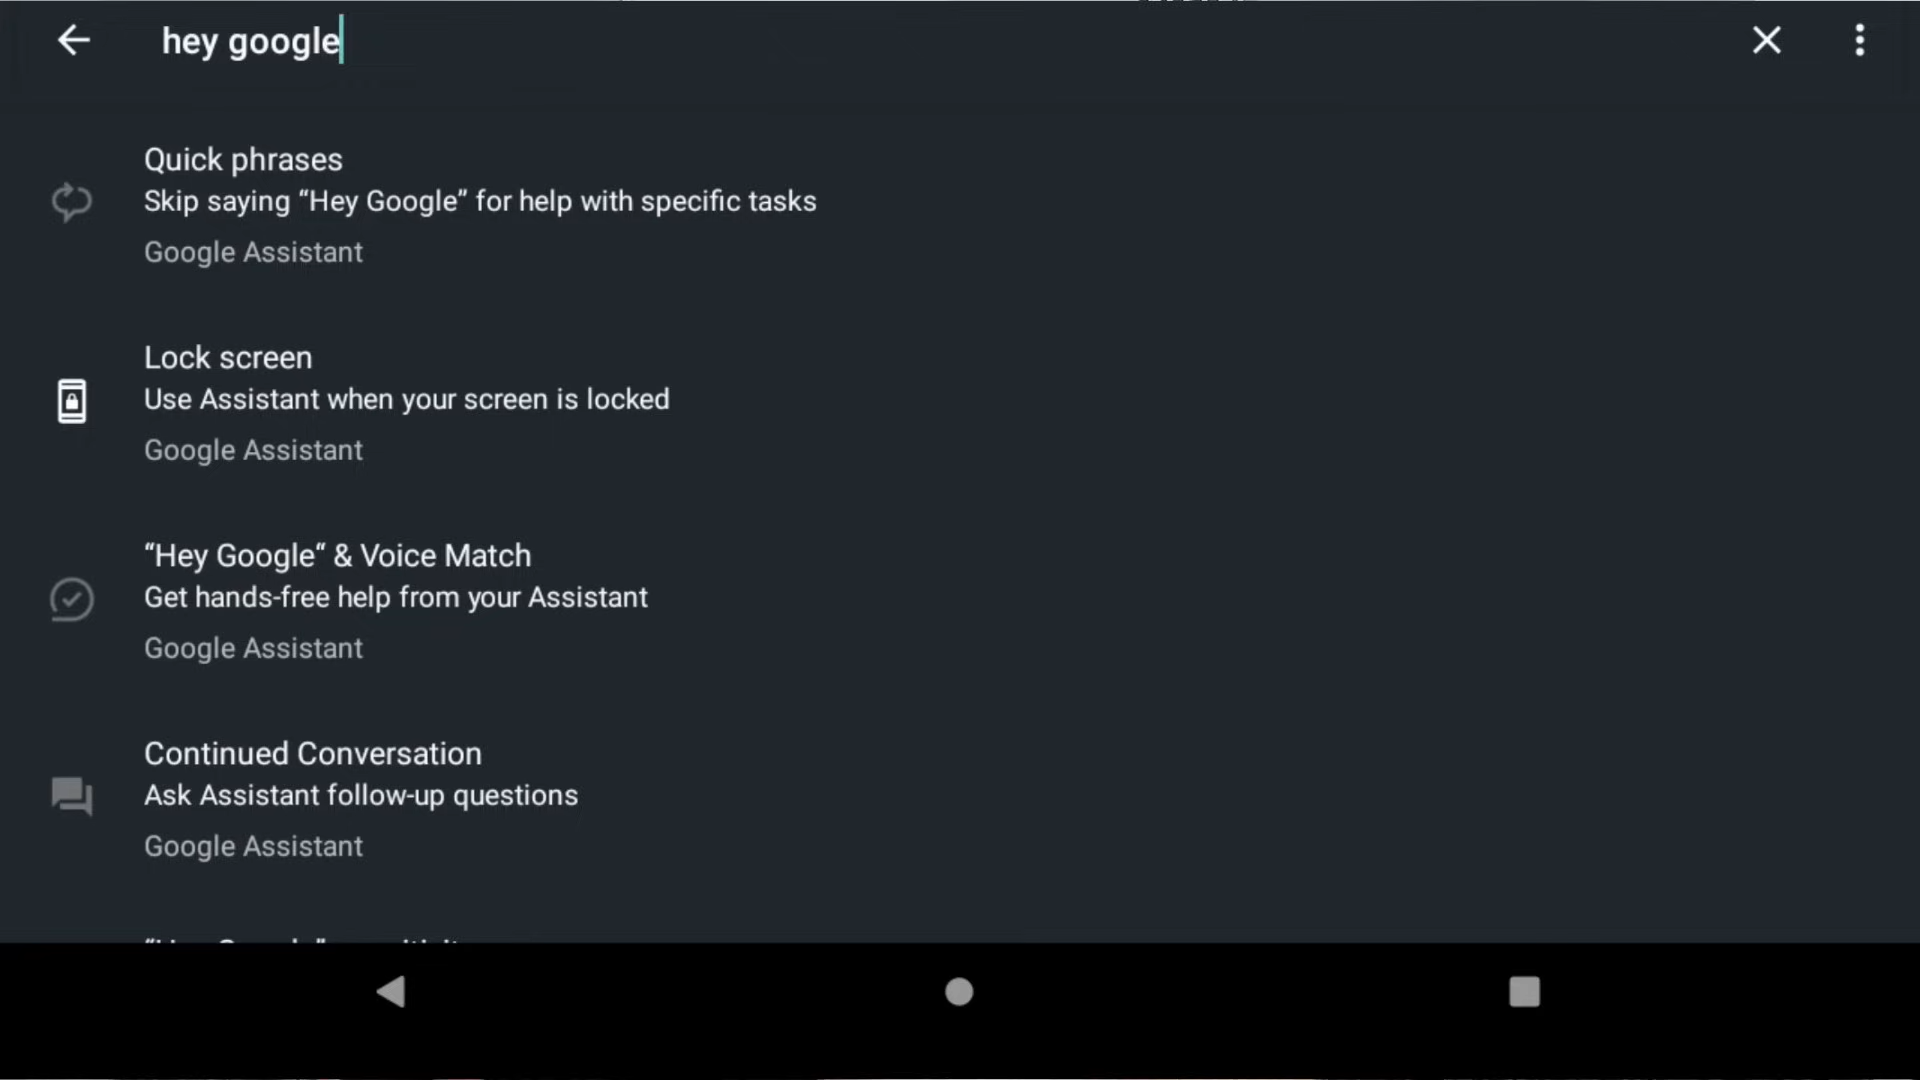 hey google
Quick phrases
Skip saying “Hey Google” for help with specific tasks
Google Assistant
Lock screen
Use Assistant when your screen is locked
Google Assistant
“Hey Google“ & Voice Match
Get hands-free help from your Assistant
Google Assistant
Continued Conversation
Ask Assistant follow-up questions
Google Assistant